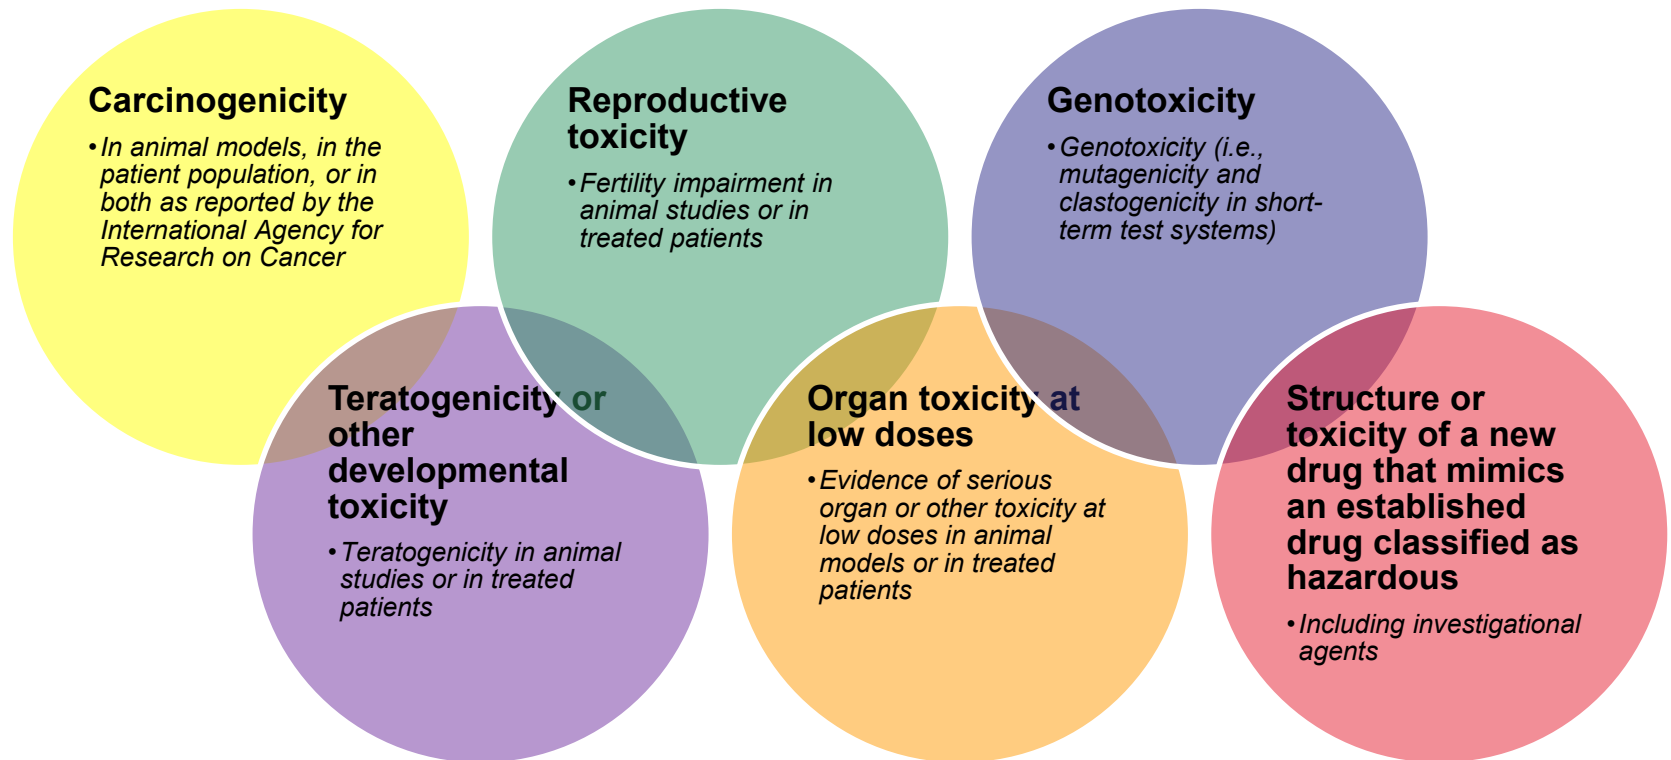 Carcinogenicity
•In animal models, in the
patient population, or in
both as reported by the
International Agency for
Research on Cancer
Teratogenicity or
other
developmental
toxicity
•Teratogenicity in animal
studies or in treated
patients
Reproductive
toxicity
•Fertility impairment in
animal studies or in
treated patients
Organ toxicity at
low doses
•Evidence of serious
organ or other toxicity at
low doses in animal
models or in treated
patients
Genotoxicity
•Genotoxicity (i.e.,
mutagenicity and
clastogenicity in short-
term test systems)
Structure or
toxicity of a new
drug that mimics
an established
drug classified as
hazardous
•Including investigational
agents